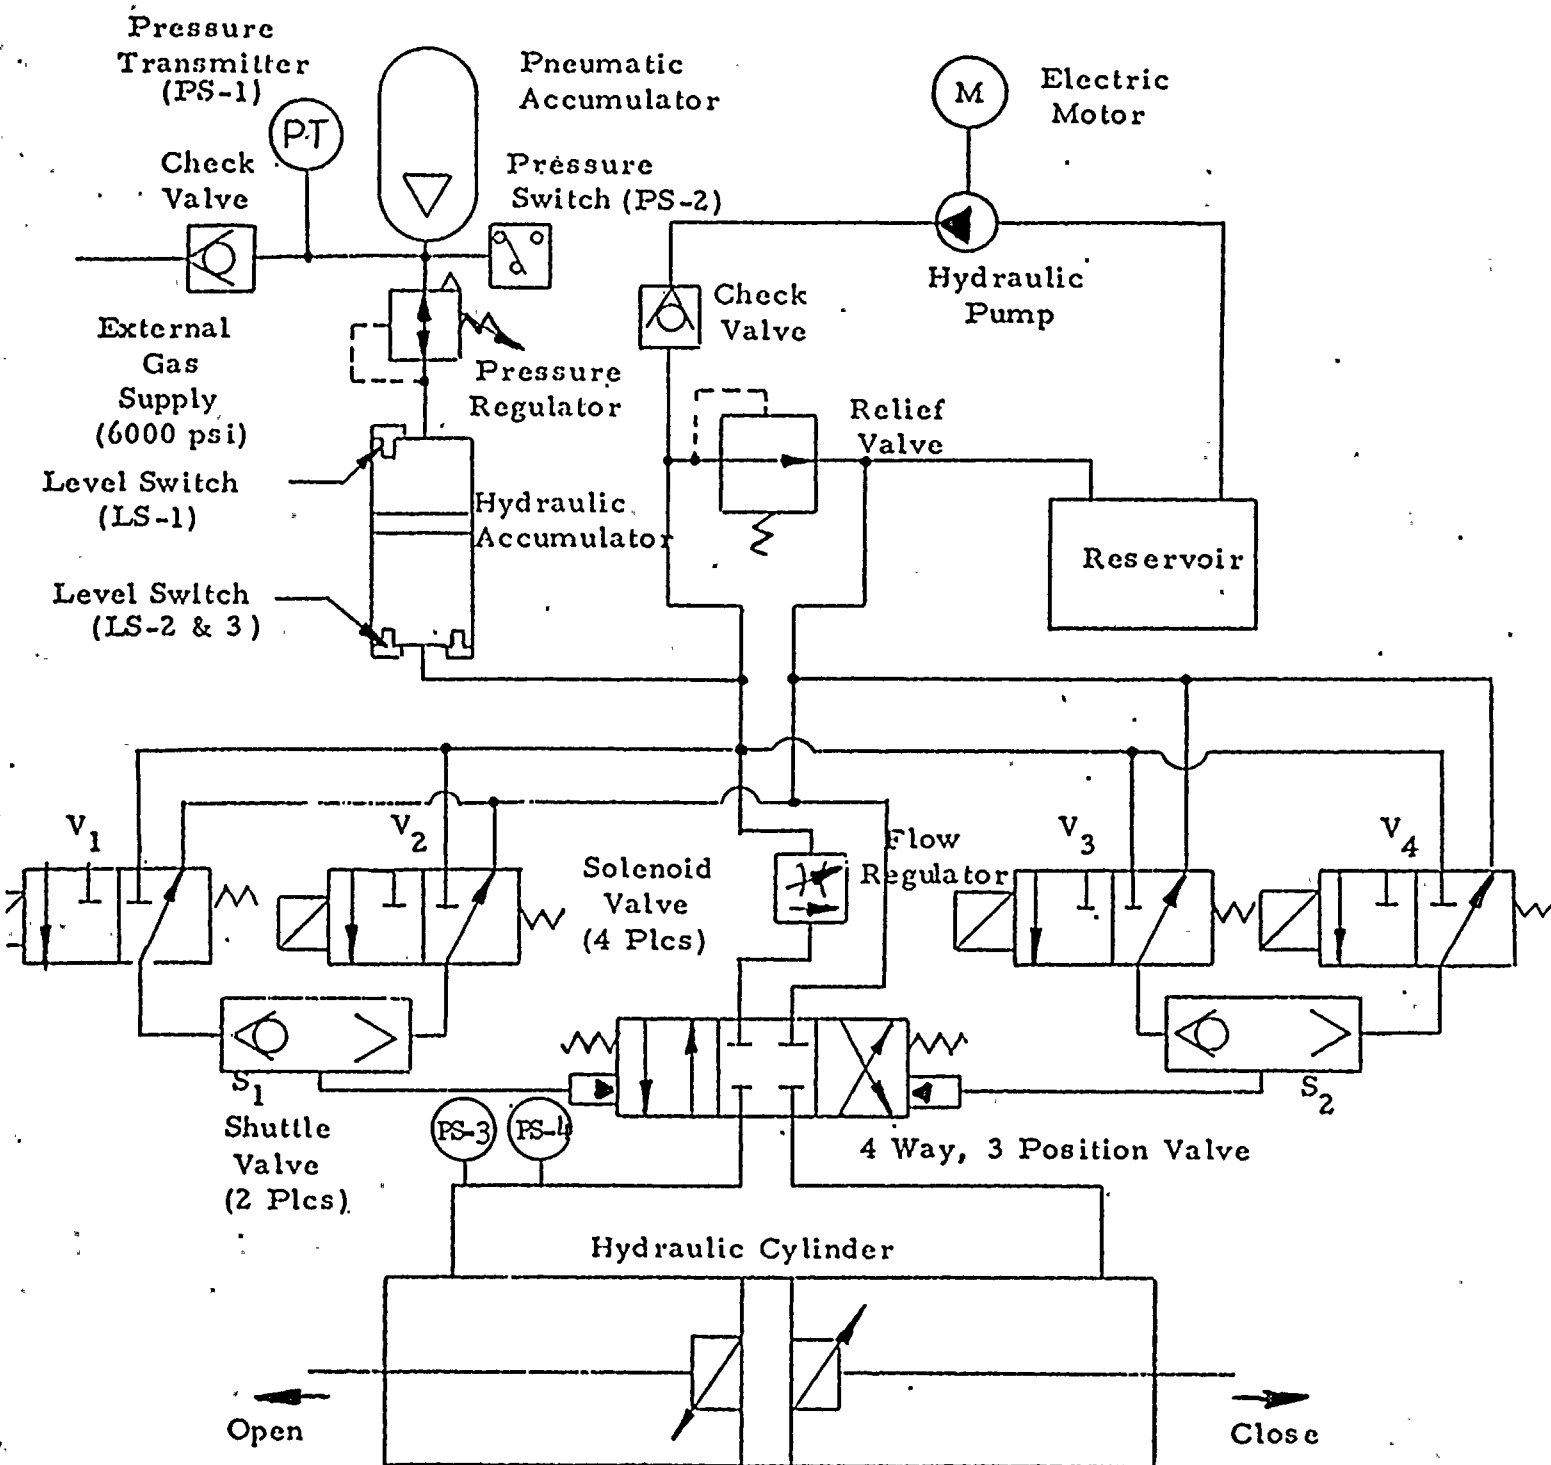 Pressure
Transmitter
(PS-1)
PT
Pneumatic
Accumulator
M
Electric
Motor
Check
Valve
Pressure
Switch (PS-2)
Hydraulic
Pump
External
Gas
Supply
(6000 psi)
Check
Valve
Pressure
Regulator
Relief
Valve
Level Switch
(LS-1)
Hydraulic
Accumulator
Reservoir
Level Switch
(LS-2 & 3)
V1
V2
Solenoid
Valve
(4 Plcs)
Flow
Regulator
V3
V4
S1
Shuttle
Valve
(2 Plcs)
PS-3
PS-4
S2
4 Way, 3 Position Valve
Hydraulic Cylinder
Open
Close